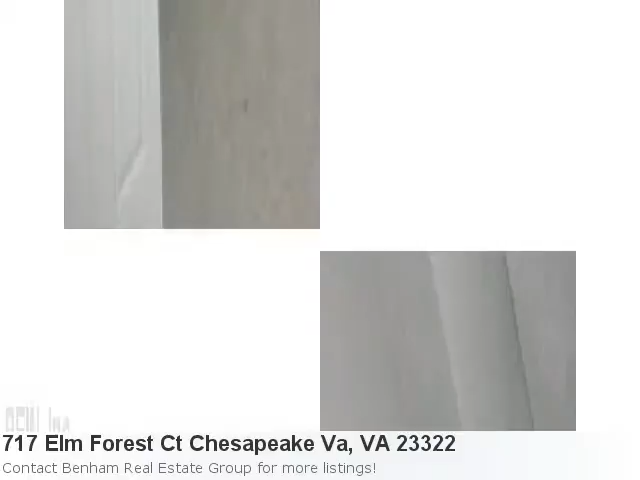 717 Elm Forest Ct Chesapeake Va, VA 23322
Contact Benham Real Estate Group for more listings!